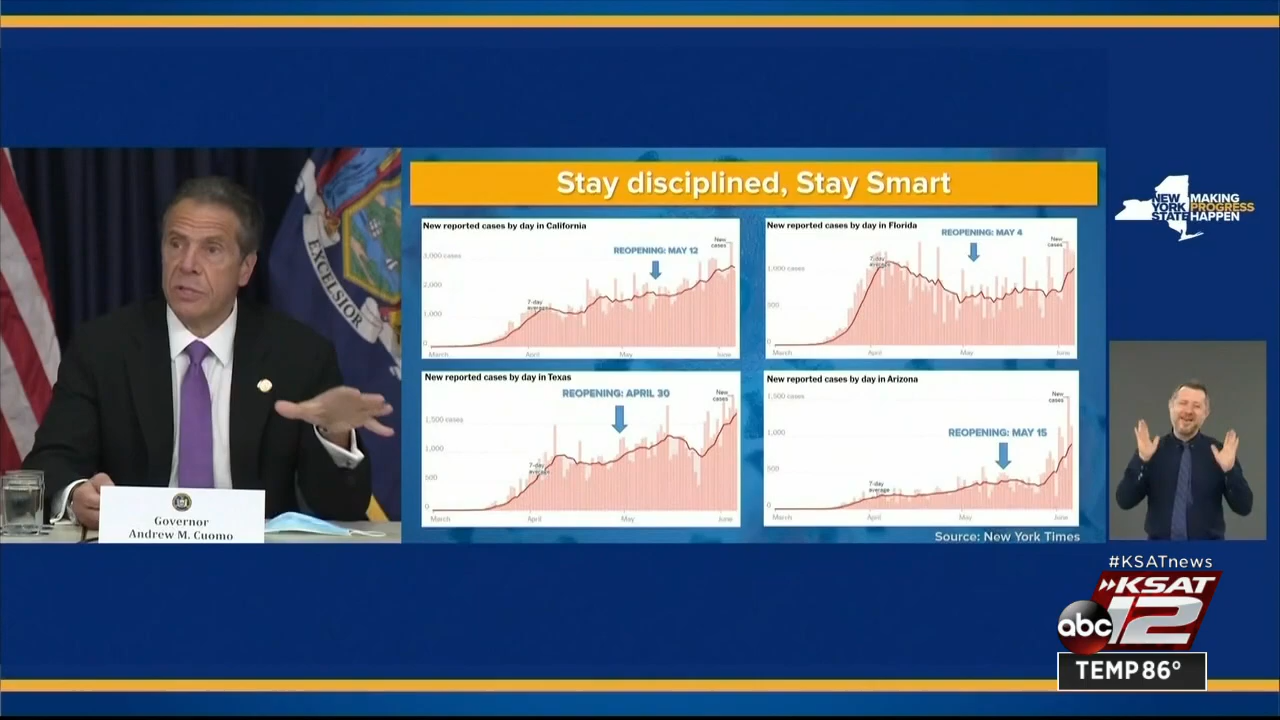 Stay disciplined, Stay Smart
New reported cases by day in California
REOPENING: MAY 12
New
cases
3,000 cases
2,000
1,000
0
7-day
average
March
April
May
June
New reported cases by day in Florida
REOPENING: MAY 4
New
cases
7-day
average
1,000 cases
500
0
March
April
May
June
New reported cases by day in Texas
REOPENING: APRIL 30
New
cases
1,500 cases
1,000
500
0
7-day
average
March
April
May
June
New reported cases by day in Arizona
1,500 cases
New
cases
1,000
REOPENING: MAY 15
500
7-day
average
0
March
April
May
June
Source: New York Times
EXCELSIOR
Governor
Andrew M. Cuomo
NEW
YORK
STATE
MAKING
PROGRESS
HAPPEN
#KSATnews
KSAT
abc 12
TEMP 86°